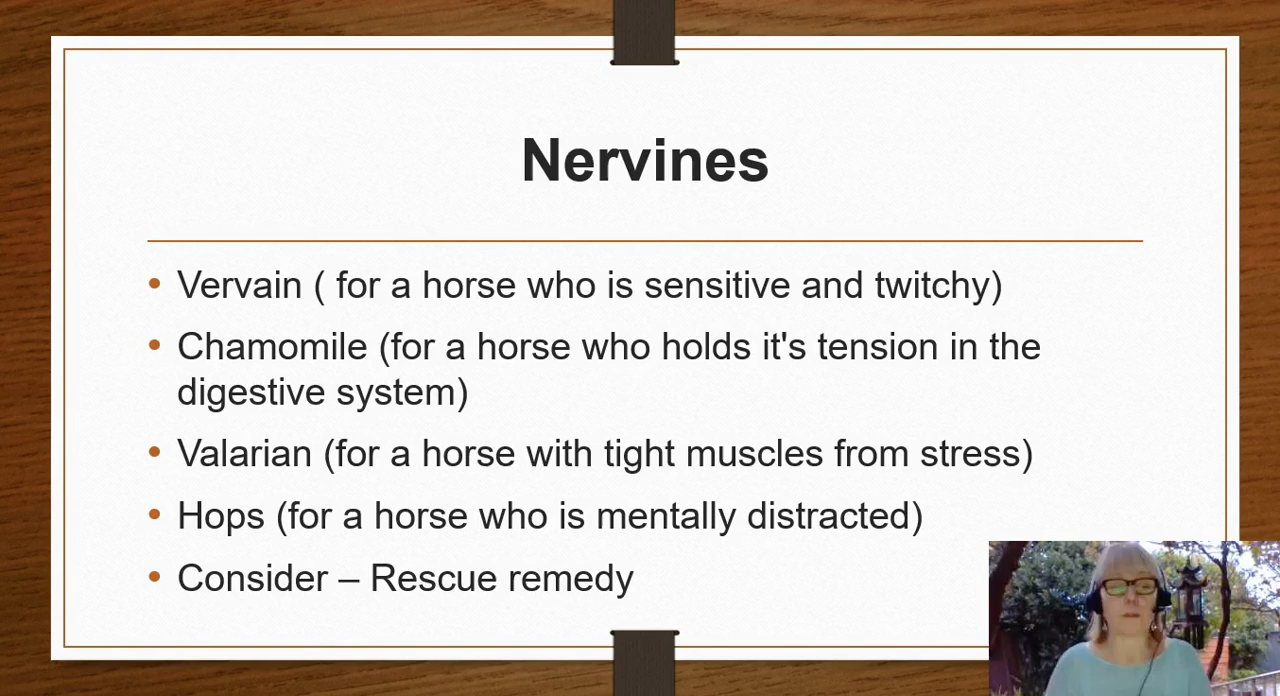 Nervines
• Vervain ( for a horse who is sensitive and twitchy)
• Chamomile (for a horse who holds it's tension in the
digestive system)
• Valarian (for a horse with tight muscles from stress)
• Hops (for a horse who is mentally distracted)
• Consider – Rescue remedy